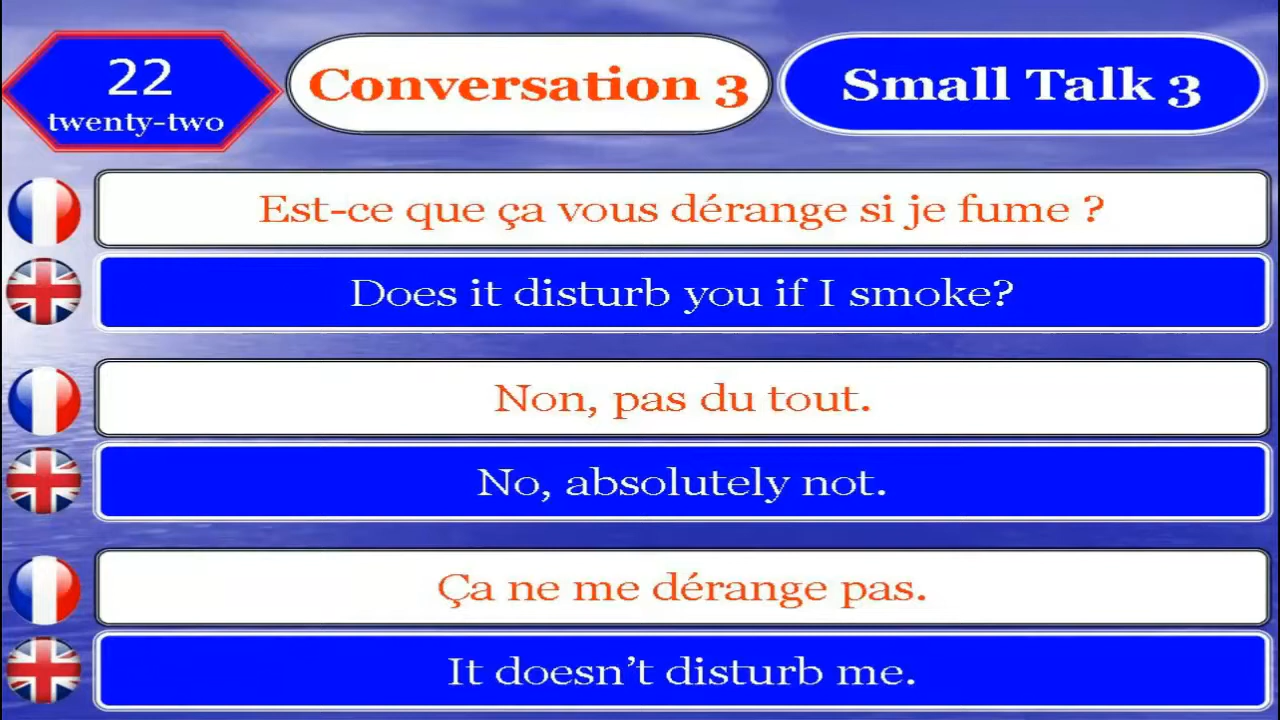 22
twenty-two
Conversation 3
Small Talk 3
Est-ce que ça vous dérange si je fume ?
Does it disturb you if I smoke?
Non, pas du tout.
No, absolutely not.
Ça ne me dérange pas.
It doesn’t disturb me.